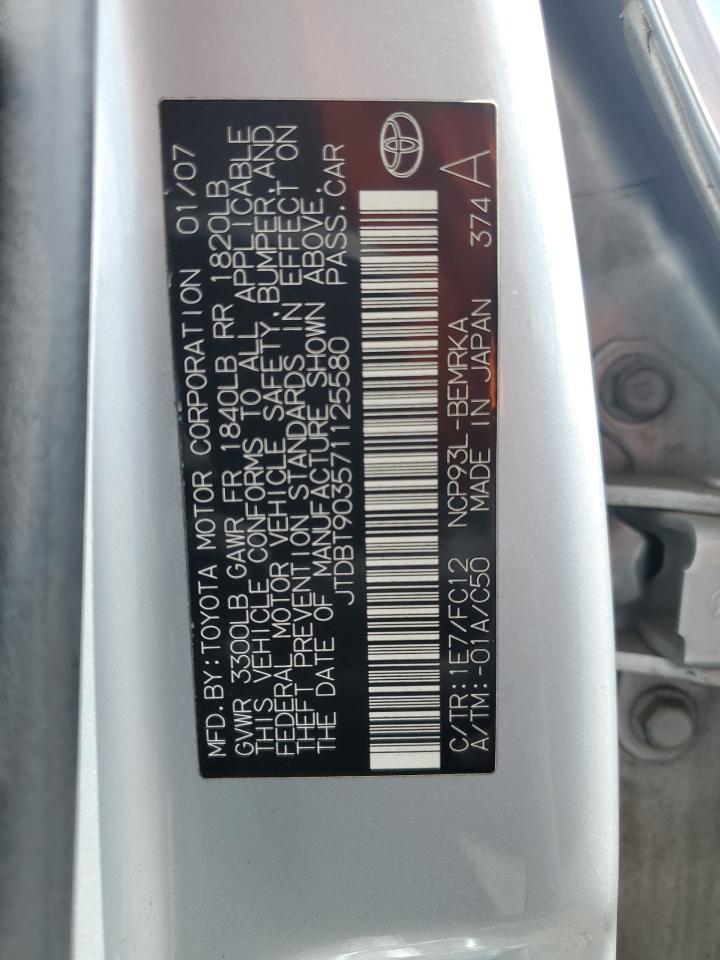 MFD. BY: TOYOTA MOTOR CORPORATION 01/07
GVWR 3300LB GAWR FR 1840LB RR 1820LB
THIS VEHICLE CONFORMS TO ALL APPLICABLE
FEDERAL MOTOR VEHICLE SAFETY, BUMPER, AND
THEFT PREVENTION STANDARDS IN EFFECT ON
THE DATE OF MANUFACTURE SHOWN ABOVE.
JTDBT903571125580 PASS. CAR
C/TR: 1E7/FC12 NCP93L-BEMRKA
A/TM: -01A/C50 MADE IN JAPAN 374 A